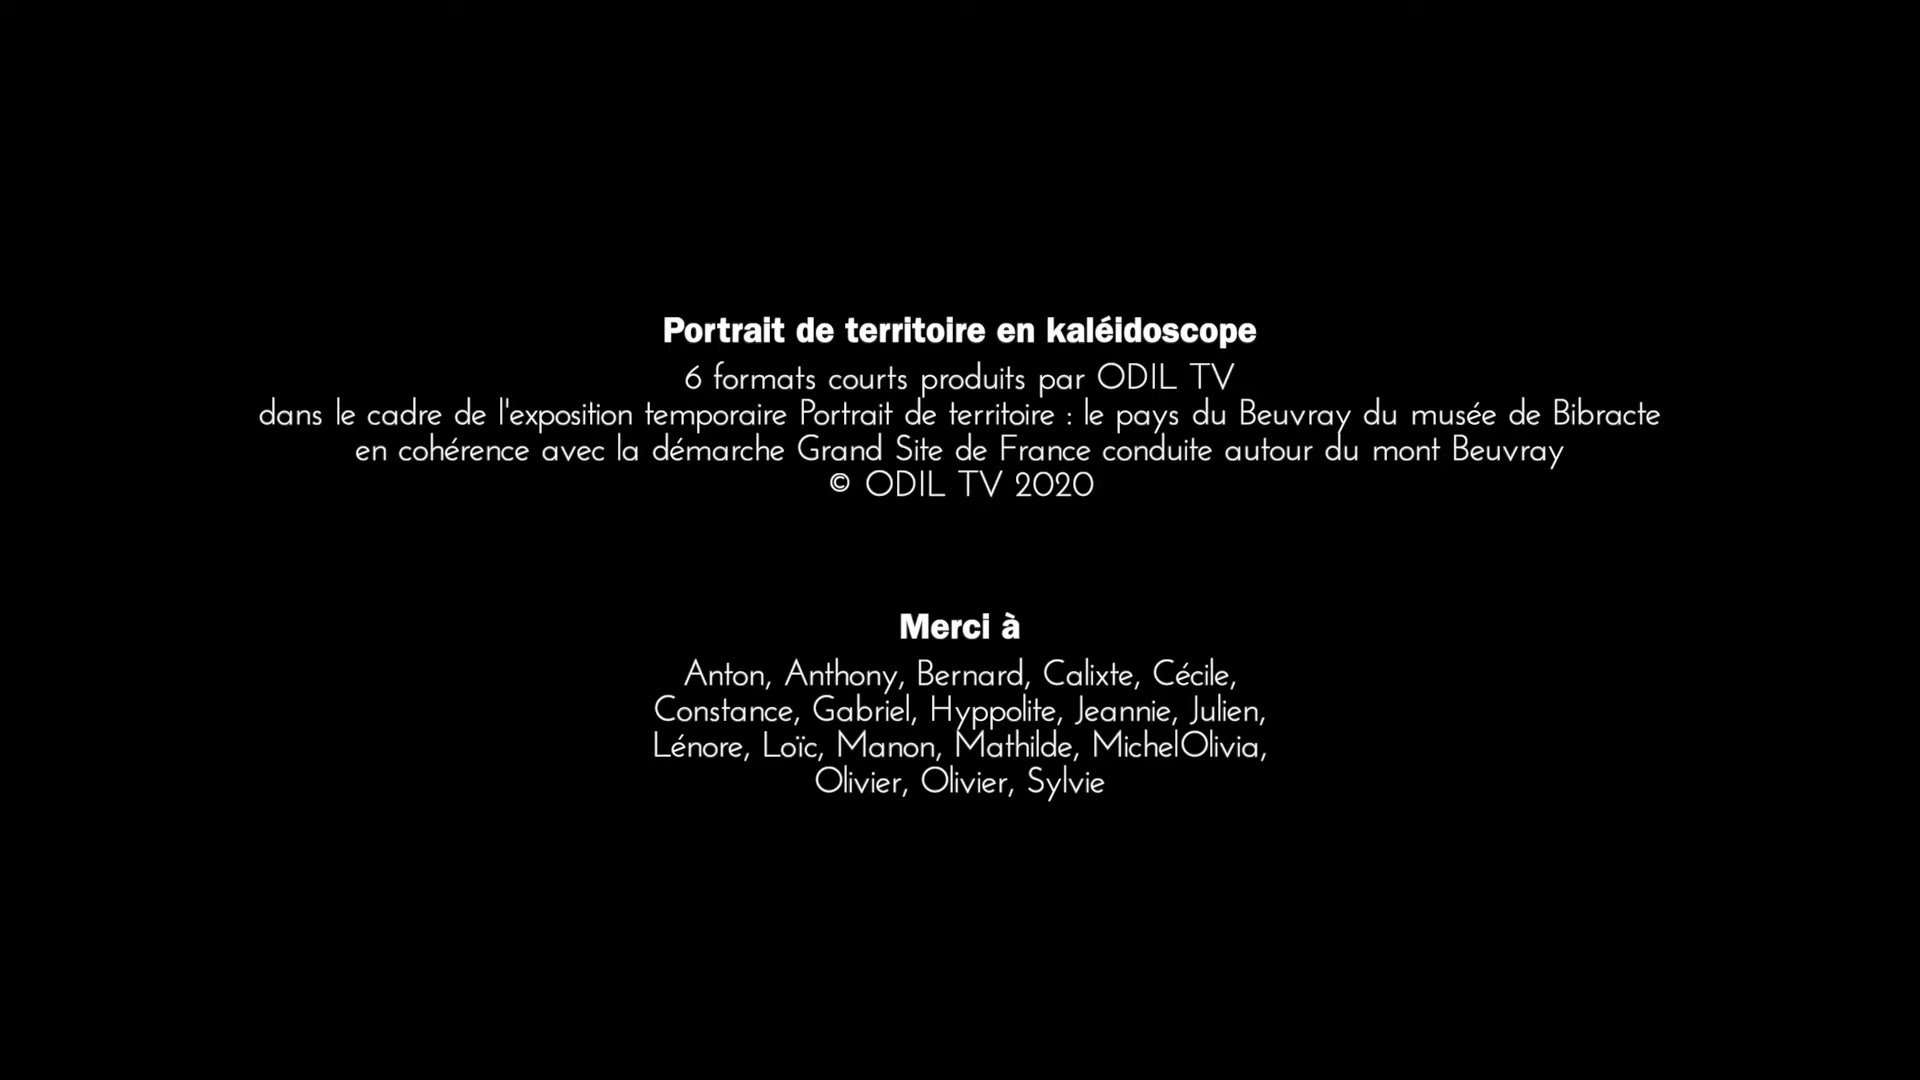 Portrait de territoire en kaléidoscope
6 formats courts produits par ODIL TV
dans le cadre de l'exposition temporaire Portrait de territoire : le pays du Beuvray du musée de Bibracte
en cohérence avec la démarche Grand Site de France conduite autour du mont Beuvray
© ODIL TV 2020
Merci à
Anton, Anthony, Bernard, Calixte, Cécile,
Constance, Gabriel, Hyppolite, Jeannie, Julien,
Lénore, Loïc, Manon, Mathilde, MichelOlivia,
Olivier, Olivier, Sylvie